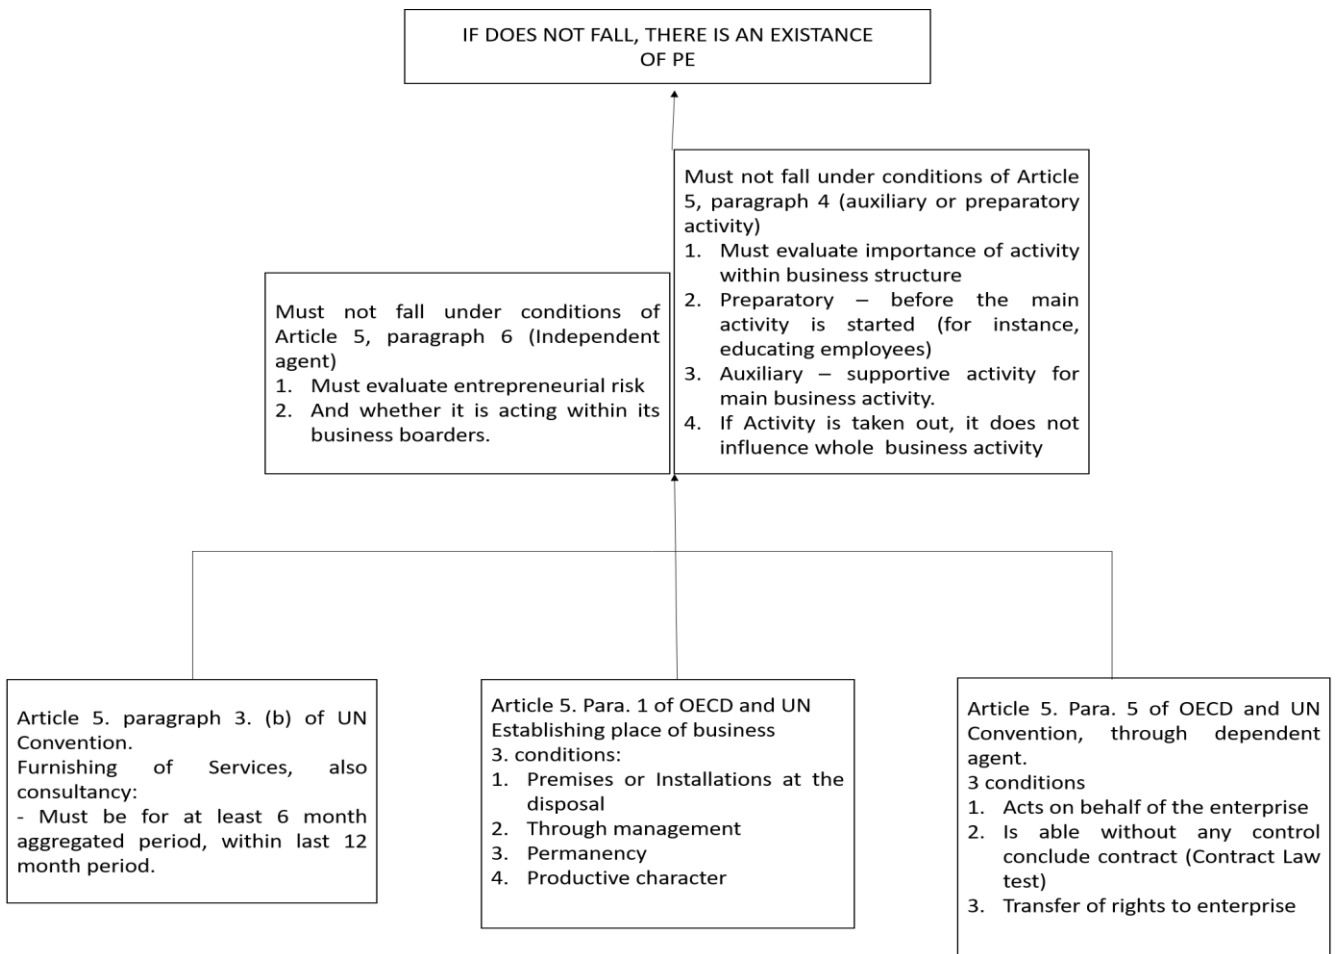 IF DOES NOT FALL, THERE IS AN EXISTANCE
OF PE
Must not fall under conditions of Article
5, paragraph 4 (auxiliary or preparatory
activity)
1. Must evaluate importance of activity
within business structure
2. Preparatory – before the main
activity is started (for instance,
educating employees)
3. Auxiliary – supportive activity for
main business activity.
4. If Activity is taken out, it does not
influence whole business activity
Must not fall under conditions of
Article 5, paragraph 6 (Independent
agent)
1. Must evaluate entrepreneurial risk
2. And whether it is acting within its
business boarders.
Article 5. paragraph 3. (b) of UN
Convention.
Furnishing of Services, also
consultancy:
- Must be for at least 6 month
aggregated period, within last 12
month period.
Article 5. Para. 1 of OECD and UN
Establishing place of business
3. conditions:
1. Premises or Installations at the
disposal
2. Through management
3. Permanency
4. Productive character
Article 5. Para. 5 of OECD and UN
Convention, through dependent
agent.
3 conditions
1. Acts on behalf of the enterprise
2. Is able without any control
conclude contract (Contract Law
test)
3. Transfer of rights to enterprise